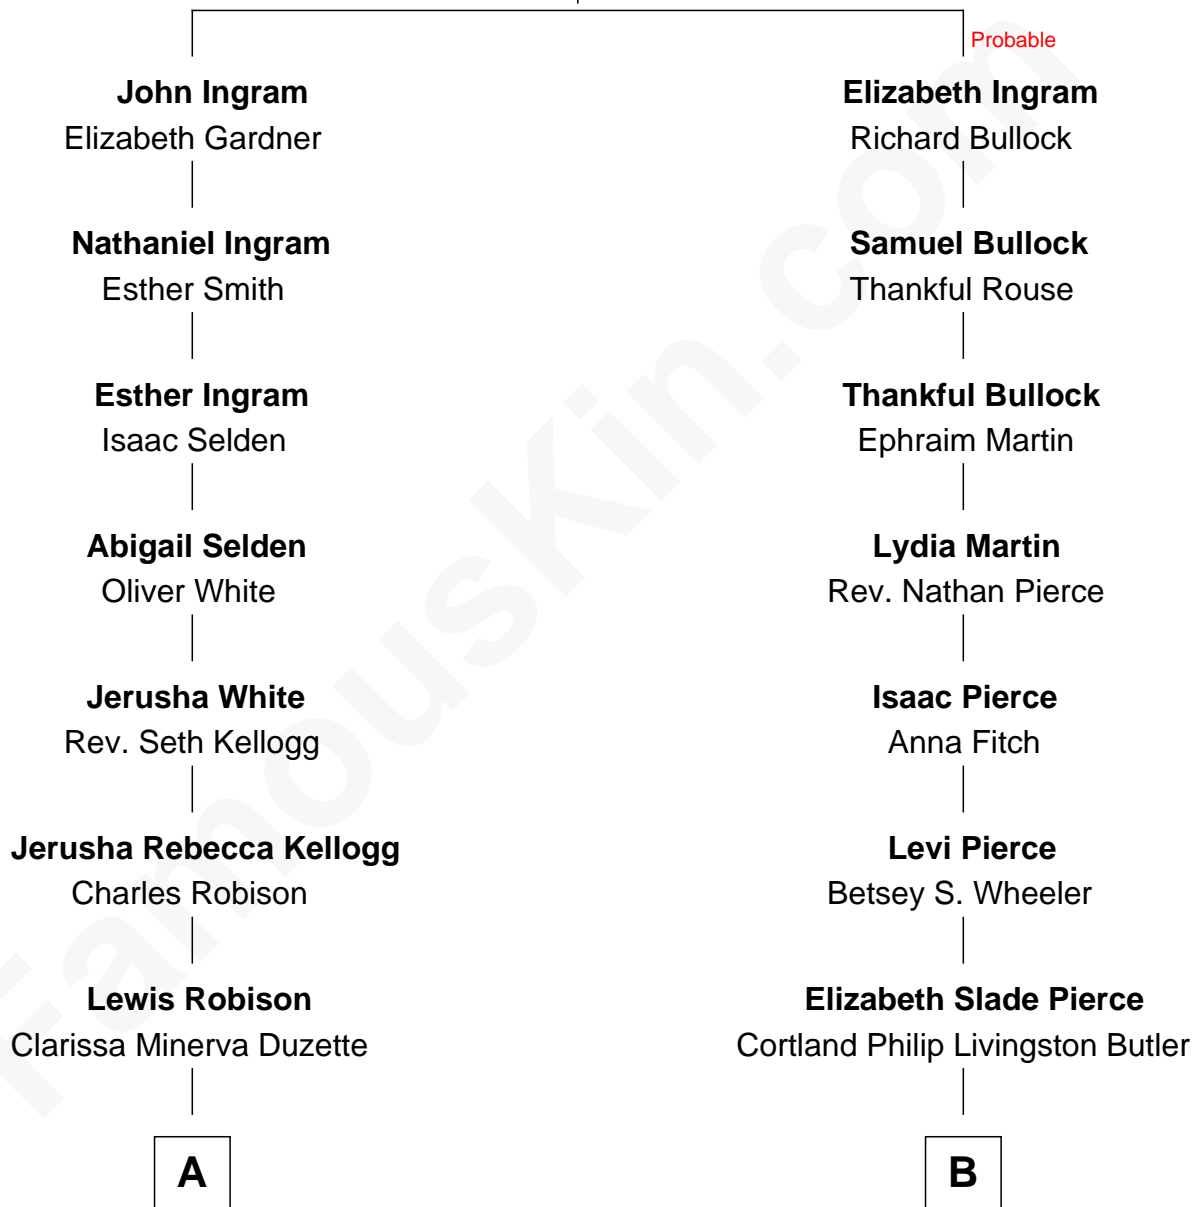 Probable
John Ingram
Elizabeth Gardner
Elizabeth Ingram
Richard Bullock
Nathaniel Ingram
Esther Smith
Samuel Bullock
Thankful Rouse
Esther Ingram
Isaac Selden
Thankful Bullock
Ephraim Martin
Abigail Selden
Oliver White
Lydia Martin
Rev. Nathan Pierce
Jerusha White
Rev. Seth Kellogg
Isaac Pierce
Anna Fitch
Jerusha Rebecca Kellogg
Charles Robison
Levi Pierce
Betsey S. Wheeler
Lewis Robison
Clarissa Minerva Duzette
Elizabeth Slade Pierce
Cortland Philip Livingston Butler
A
B
FamousKin.com